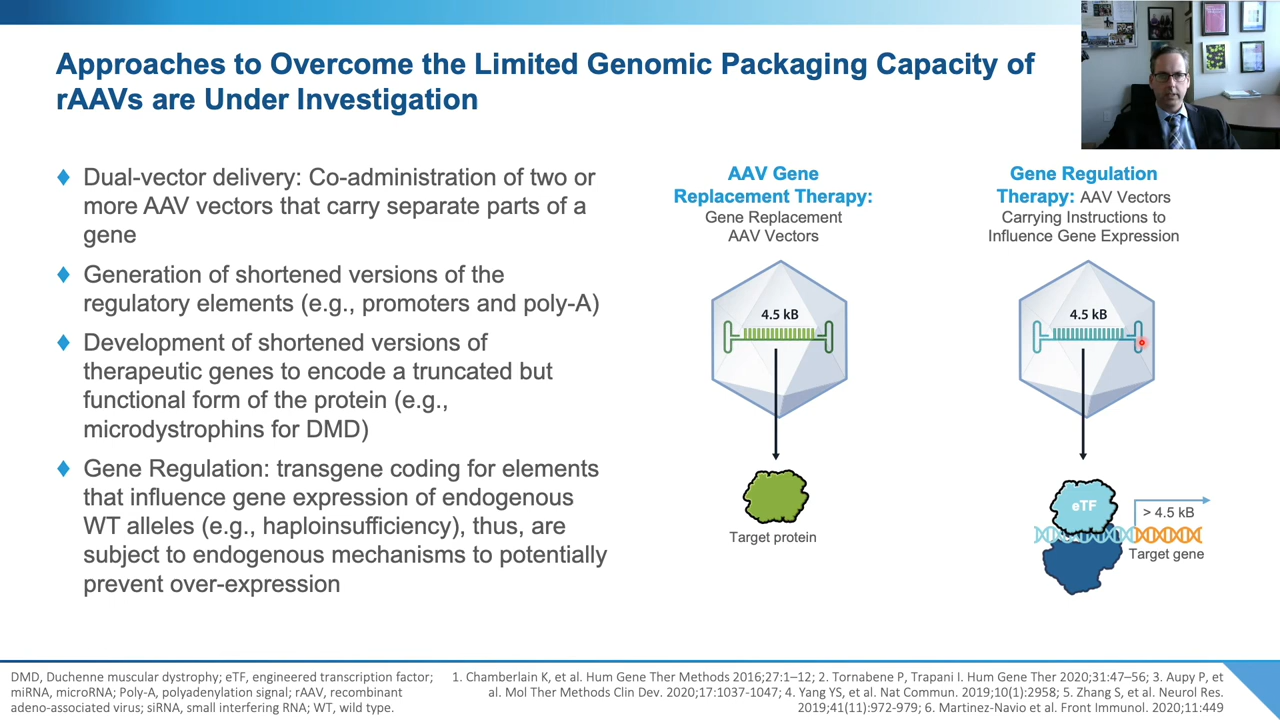 Approaches to Overcome the Limited Genomic Packaging Capacity of
rAAVs are Under Investigation
♦ Dual-vector delivery: Co-administration of two or
more AAV vectors that carry separate parts of a
gene
♦ Generation of shortened versions of the
regulatory elements (e.g., promoters and poly-A)
♦ Development of shortened versions of
therapeutic genes to encode a truncated but
functional form of the protein (e.g.,
microdystrophins for DMD)
♦ Gene Regulation: transgene coding for elements
that influence gene expression of endogenous
WT alleles (e.g., haploinsufficiency), thus, are
subject to endogenous mechanisms to potentially
prevent over-expression
AAV Gene
Replacement Therapy:
Gene Replacement
AAV Vectors
4.5 kB
Target protein
Gene Regulation
Therapy: AAV Vectors
Carrying Instructions to
Influence Gene Expression
4.5 kB
eTF
> 4.5 kB
Target gene
DMD, Duchenne muscular dystrophy; eTF, engineered transcription factor;
miRNA, microRNA; Poly-A, polyadenylation signal; rAAV, recombinant
adeno-associated virus; siRNA, small interfering RNA; WT, wild type.
1. Chamberlain K, et al. Hum Gene Ther Methods 2016;27:1–12; 2. Tornabene P, Trapani I. Hum Gene Ther 2020;31:47–56; 3. Aupy P, et
al. Mol Ther Methods Clin Dev. 2020;17:1037-1047; 4. Yang YS, et al. Nat Commun. 2019;10(1):2958; 5. Zhang S, et al. Neurol Res.
2019;41(11):972-979; 6. Martinez-Navio et al. Front Immunol. 2020;11:449